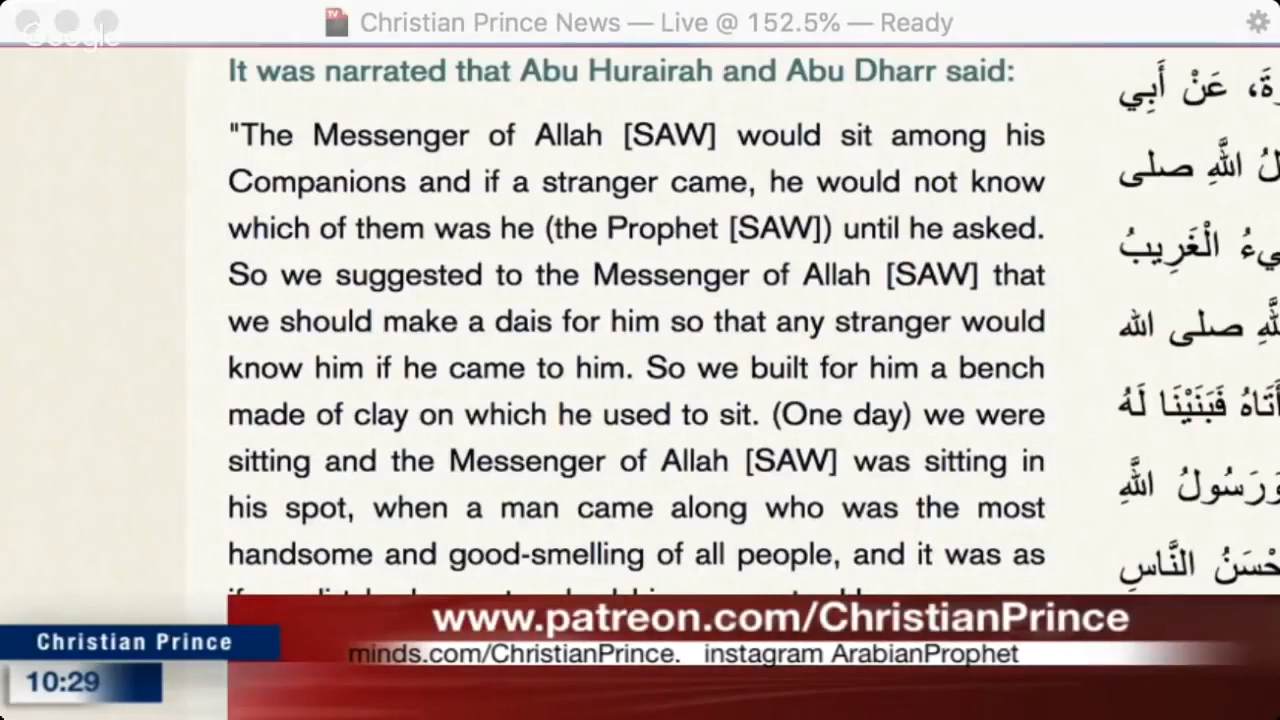 Google
Christian Prince News — Live @ 152.5% — Ready
It was narrated that Abu Hurairah and Abu Dharr said:
"The Messenger of Allah [SAW] would sit among his
Companions and if a stranger came, he would not know
which of them was he (the Prophet [SAW]) until he asked.
So we suggested to the Messenger of Allah [SAW] that
we should make a dais for him so that any stranger would
know him if he came to him. So we built for him a bench
made of clay on which he used to sit. (One day) we were
sitting and the Messenger of Allah [SAW] was sitting in
his spot, when a man came along who was the most
handsome and good-smelling of all people, and it was as
عَنْ أَبِي
اللَّهِ صلى
الْغَرِيبُ
صلى الله
فَبَنَيْنَا لَهُ
وَرَسُولُ اللَّهِ
النَّاسِ
www.patreon.com/ChristianPrince
minds.com/ChristianPrince. instagram ArabianProphet
Christian Prince
10:29